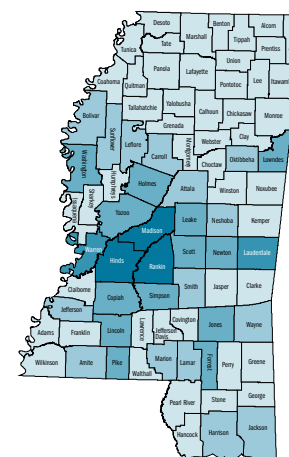 Desoto
Benton
Alcorn
Marshall
Tippah
Tate
Prentiss
Tunica
Union
Panola
Lafayette
Coahoma
Quitman
Pontotoc
Lee
Itawam
Bolivar
Tallahatchie
Yalobusha
Calhoun
Chickasaw
Monroe
Grenada
Sunflower
Leflore
Webster
Clay
Washington
Carroll
Montgomery
Choctaw
Oktibbeha
Lowndes
Humphreys
Holmes
Attala
Winston
Noxubee
Sharkey
Issaquena
Yazoo
Madison
Leake
Neshoba
Kemper
Warren
Hinds
Rankin
Scott
Newton
Lauderdale
Claiborne
Copiah
Simpson
Smith
Jasper
Clarke
Jefferson
Adams
Franklin
Lincoln
Lawrence
Jefferson
Davis
Covington
Jones
Wayne
Wilkinson
Amite
Pike
Walthall
Marion
Lamar
Forrest
Perry
Greene
Pearl River
Stone
George
Hancock
Harrison
Jackson